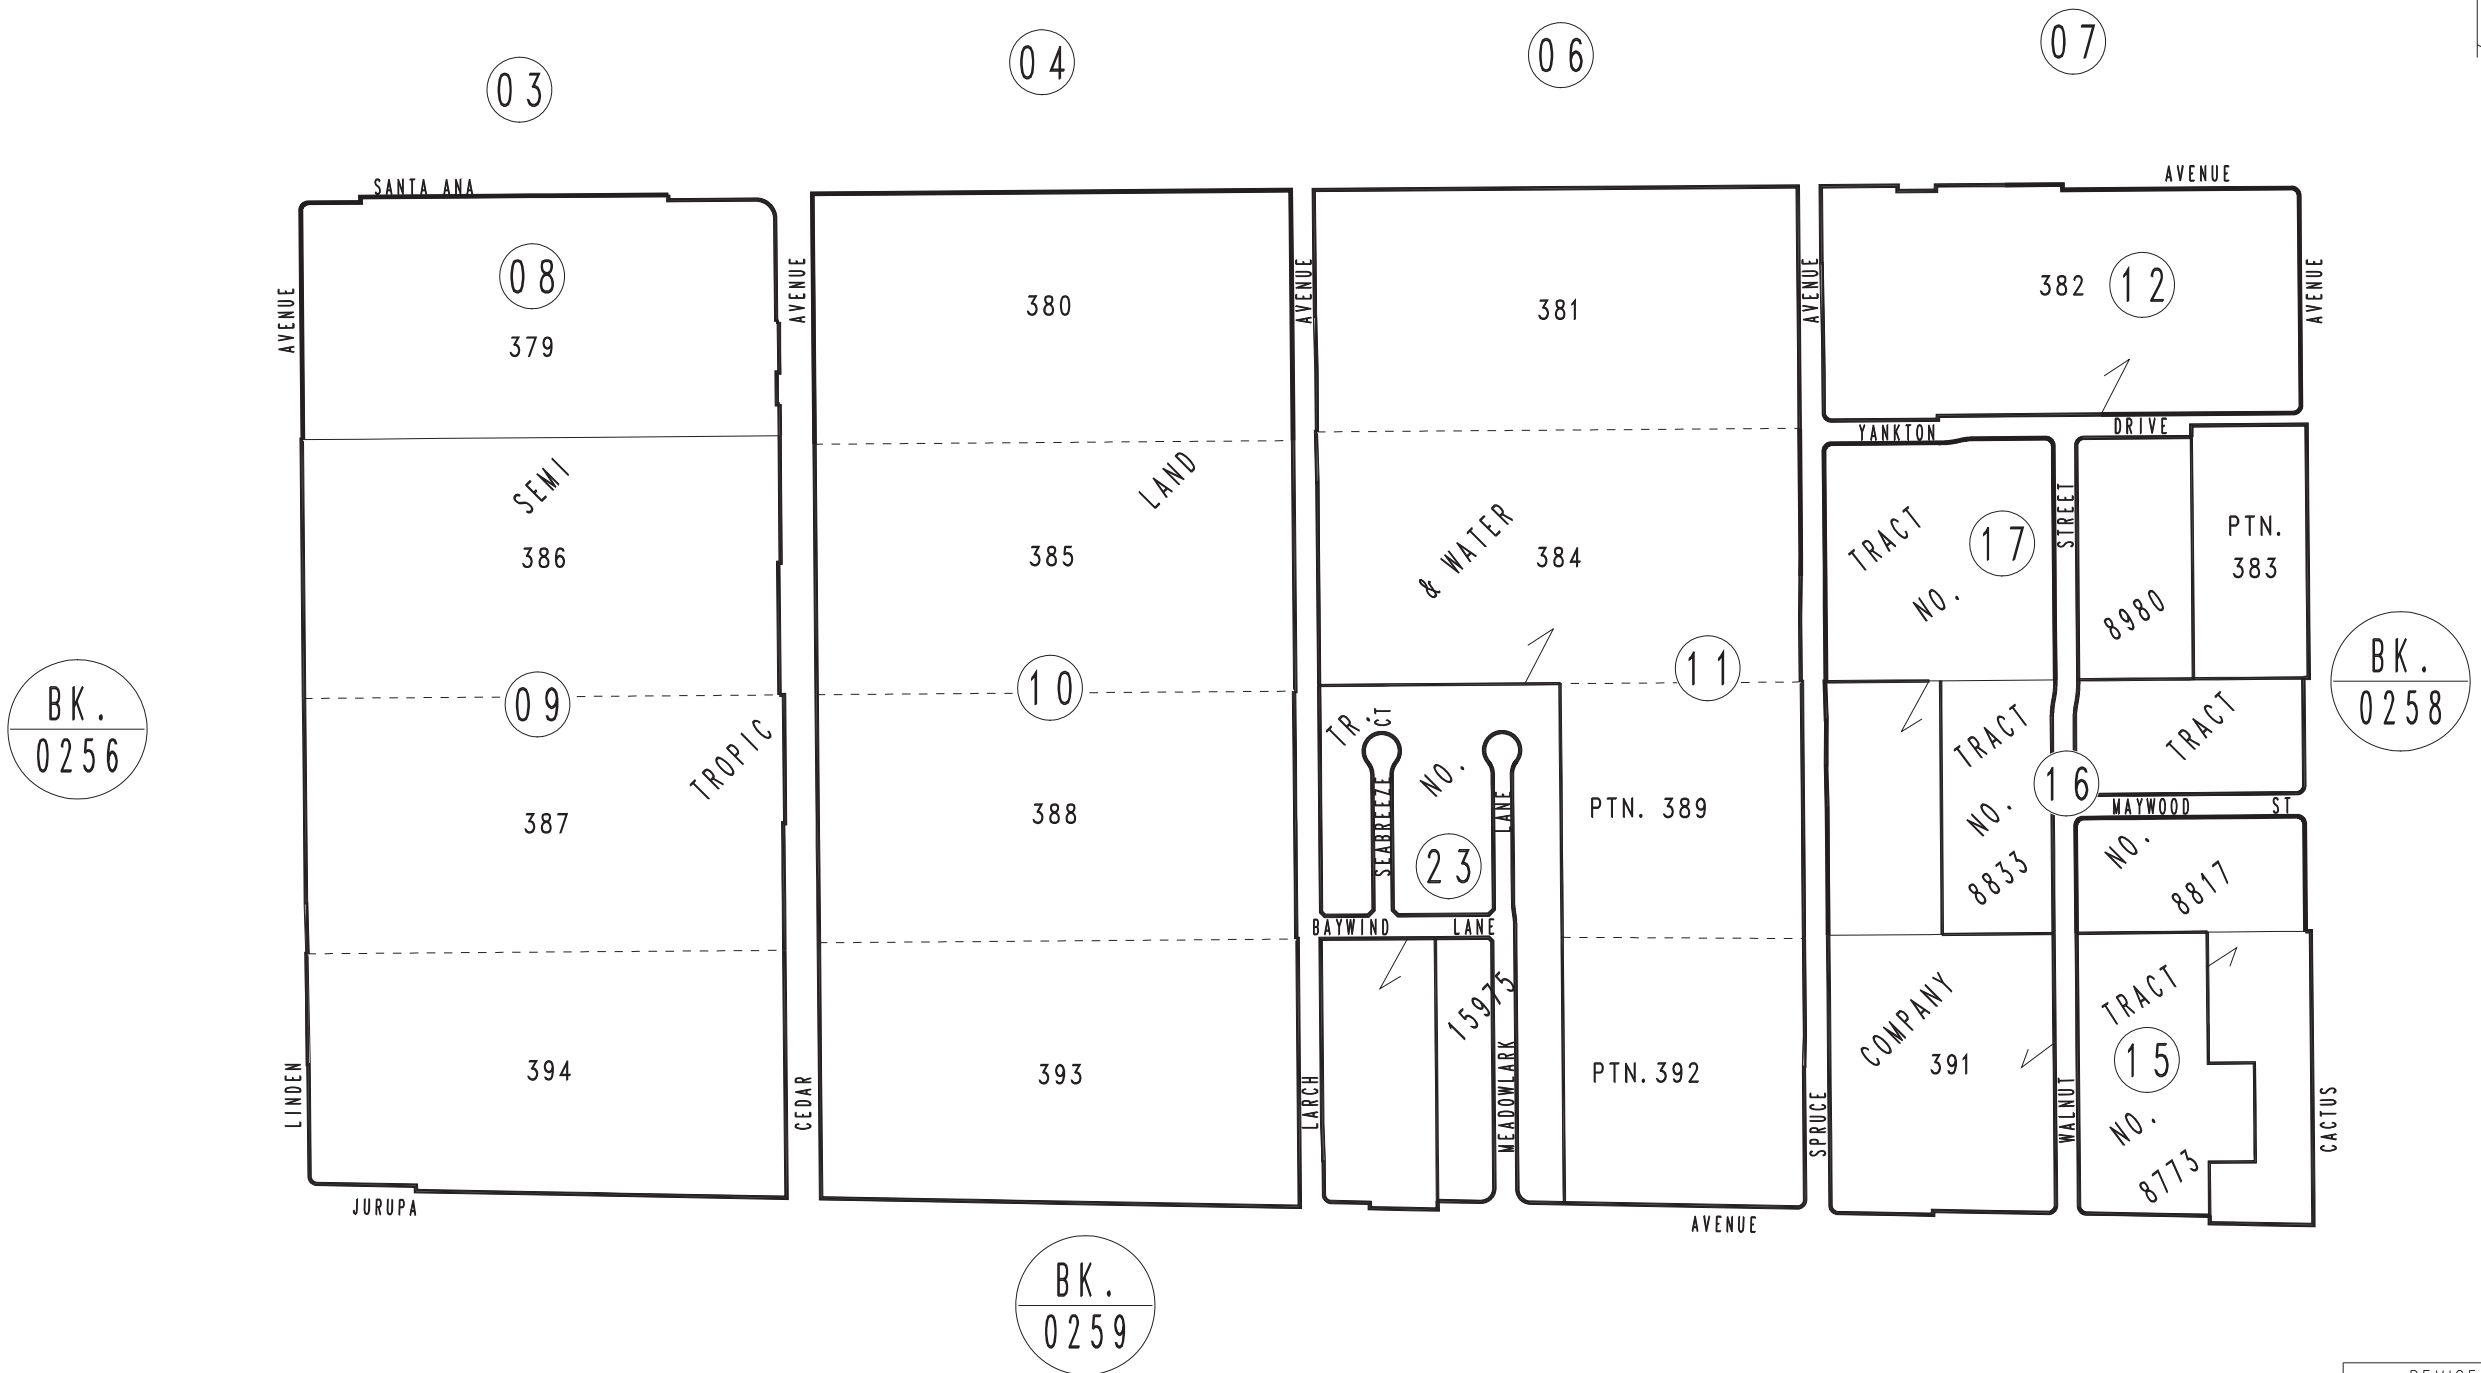 03
04
06
07
SANTA ANA
AVENUE
08
379
AVENUE
AVENUE
380
AVENUE
381
AVENUE
382
12
AVENUE
YANKTON
DRIVE
SEMI
386
LAND
385
& WATER
384
TRACT
NO.
17
STREET
8980
PTN.
383
BK.
0256
09
TROPIC
10
11
BK.
0258
387
388
TR.
NO.
SEABREEZE
CT
LANE
23
PTN. 389
TRACT
NO.
8833
16
TRACT
MAYWOOD
ST
NO.
8817
BAYWIND
LANE
15975
LINDEN
394
CEDAR
393
LARCH
MEADOWLARK
PTN. 392
SPRUCE
COMPANY
391
WALNUT
TRACT
15
NO.
8773
CACTUS
JURUPA
AVENUE
BK.
0259